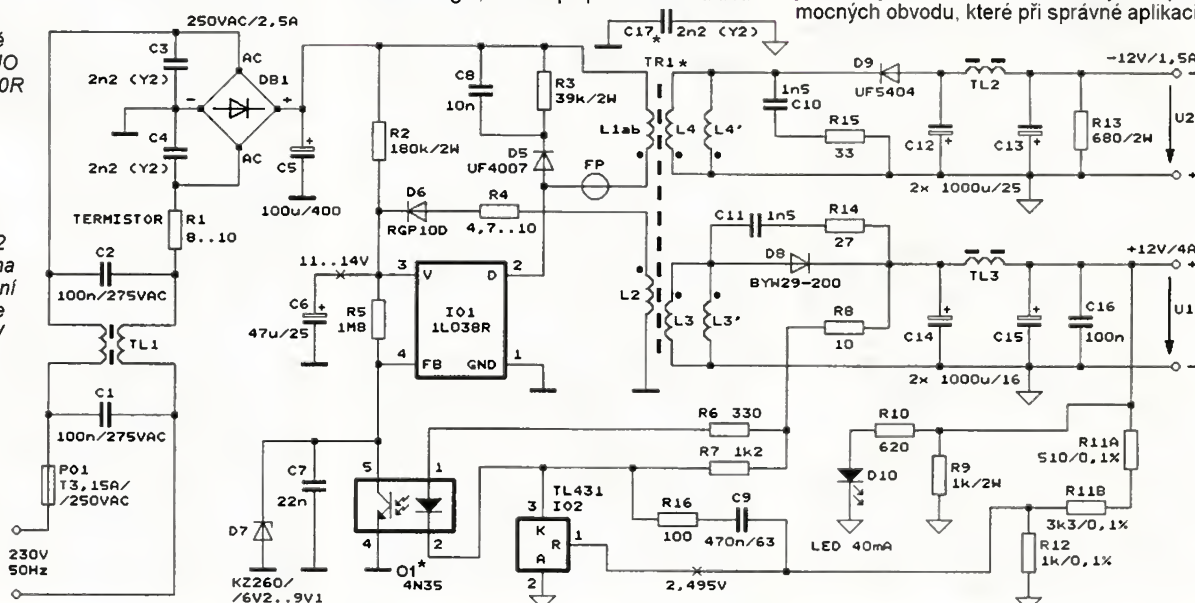 mocných obvodu, které při správné aplikaci
250VAC/2,5A
C3
2n2 (Y2)
AC
DB1
-
+
C4
2n2 (Y2)
AC
C5
+
100u/400
TERMISTOR
R1
8..10
C2
100n/275VAC
TL1
C1
100n/275VAC
PO1
T3,15A/
/250VAC
230V
50Hz
C17*
2n2 (Y2)
TR1*
C8
10n
R3
39k/2W
R2
180k/2W
D5
UF4007
FP
L1ab
L4
L4'
D6
RGP10D
R4
4,7..10
L2
L3
L3'
11..14V
C6
+
47u/25
R5
1M8
3
V
D
2
IO1
1L038R
4
FB
GND
1
C7
22n
D7
KZ260/
/6V2..9V1
5
1
4
2
O1*
4N35
1n5
C10
R15
33
D9
UF5404
TL2
-12V/1,5A
-
C12
+
C13
+
2x 1000u/25
R13
680/2W
U2
+
C11
1n5
R14
27
D8
BYW29-200
R8
10
TL3
+12V/4A
+
C14
+
C15
+
C16
100n
2x 1000u/16
U1
-
R6 330
R7 1k2
TL431
IO2
3
K
R
1
A
2
R16
100
C9
470n/63
2,495V
R10
620
D10
LED 40mA
R9
1k/2W
R11A
510/0,1%
R11B
3k3/0,1%
R12
1k/0,1%